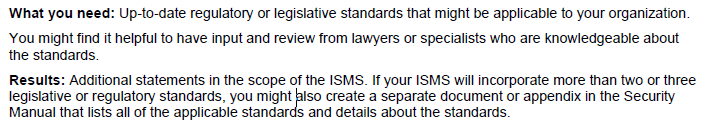 What you need: Up-to-date regulatory or legislative standards that might be applicable to your organization.
You might find it helpful to have input and review from lawyers or specialists who are knowledgeable about
the standards.
Results: Additional statements in the scope of the ISMS. If your ISMS will incorporate more than two or three
legislative or regulatory standards, you might also create a separate document or appendix in the Security
Manual that lists all of the applicable standards and details about the standards.